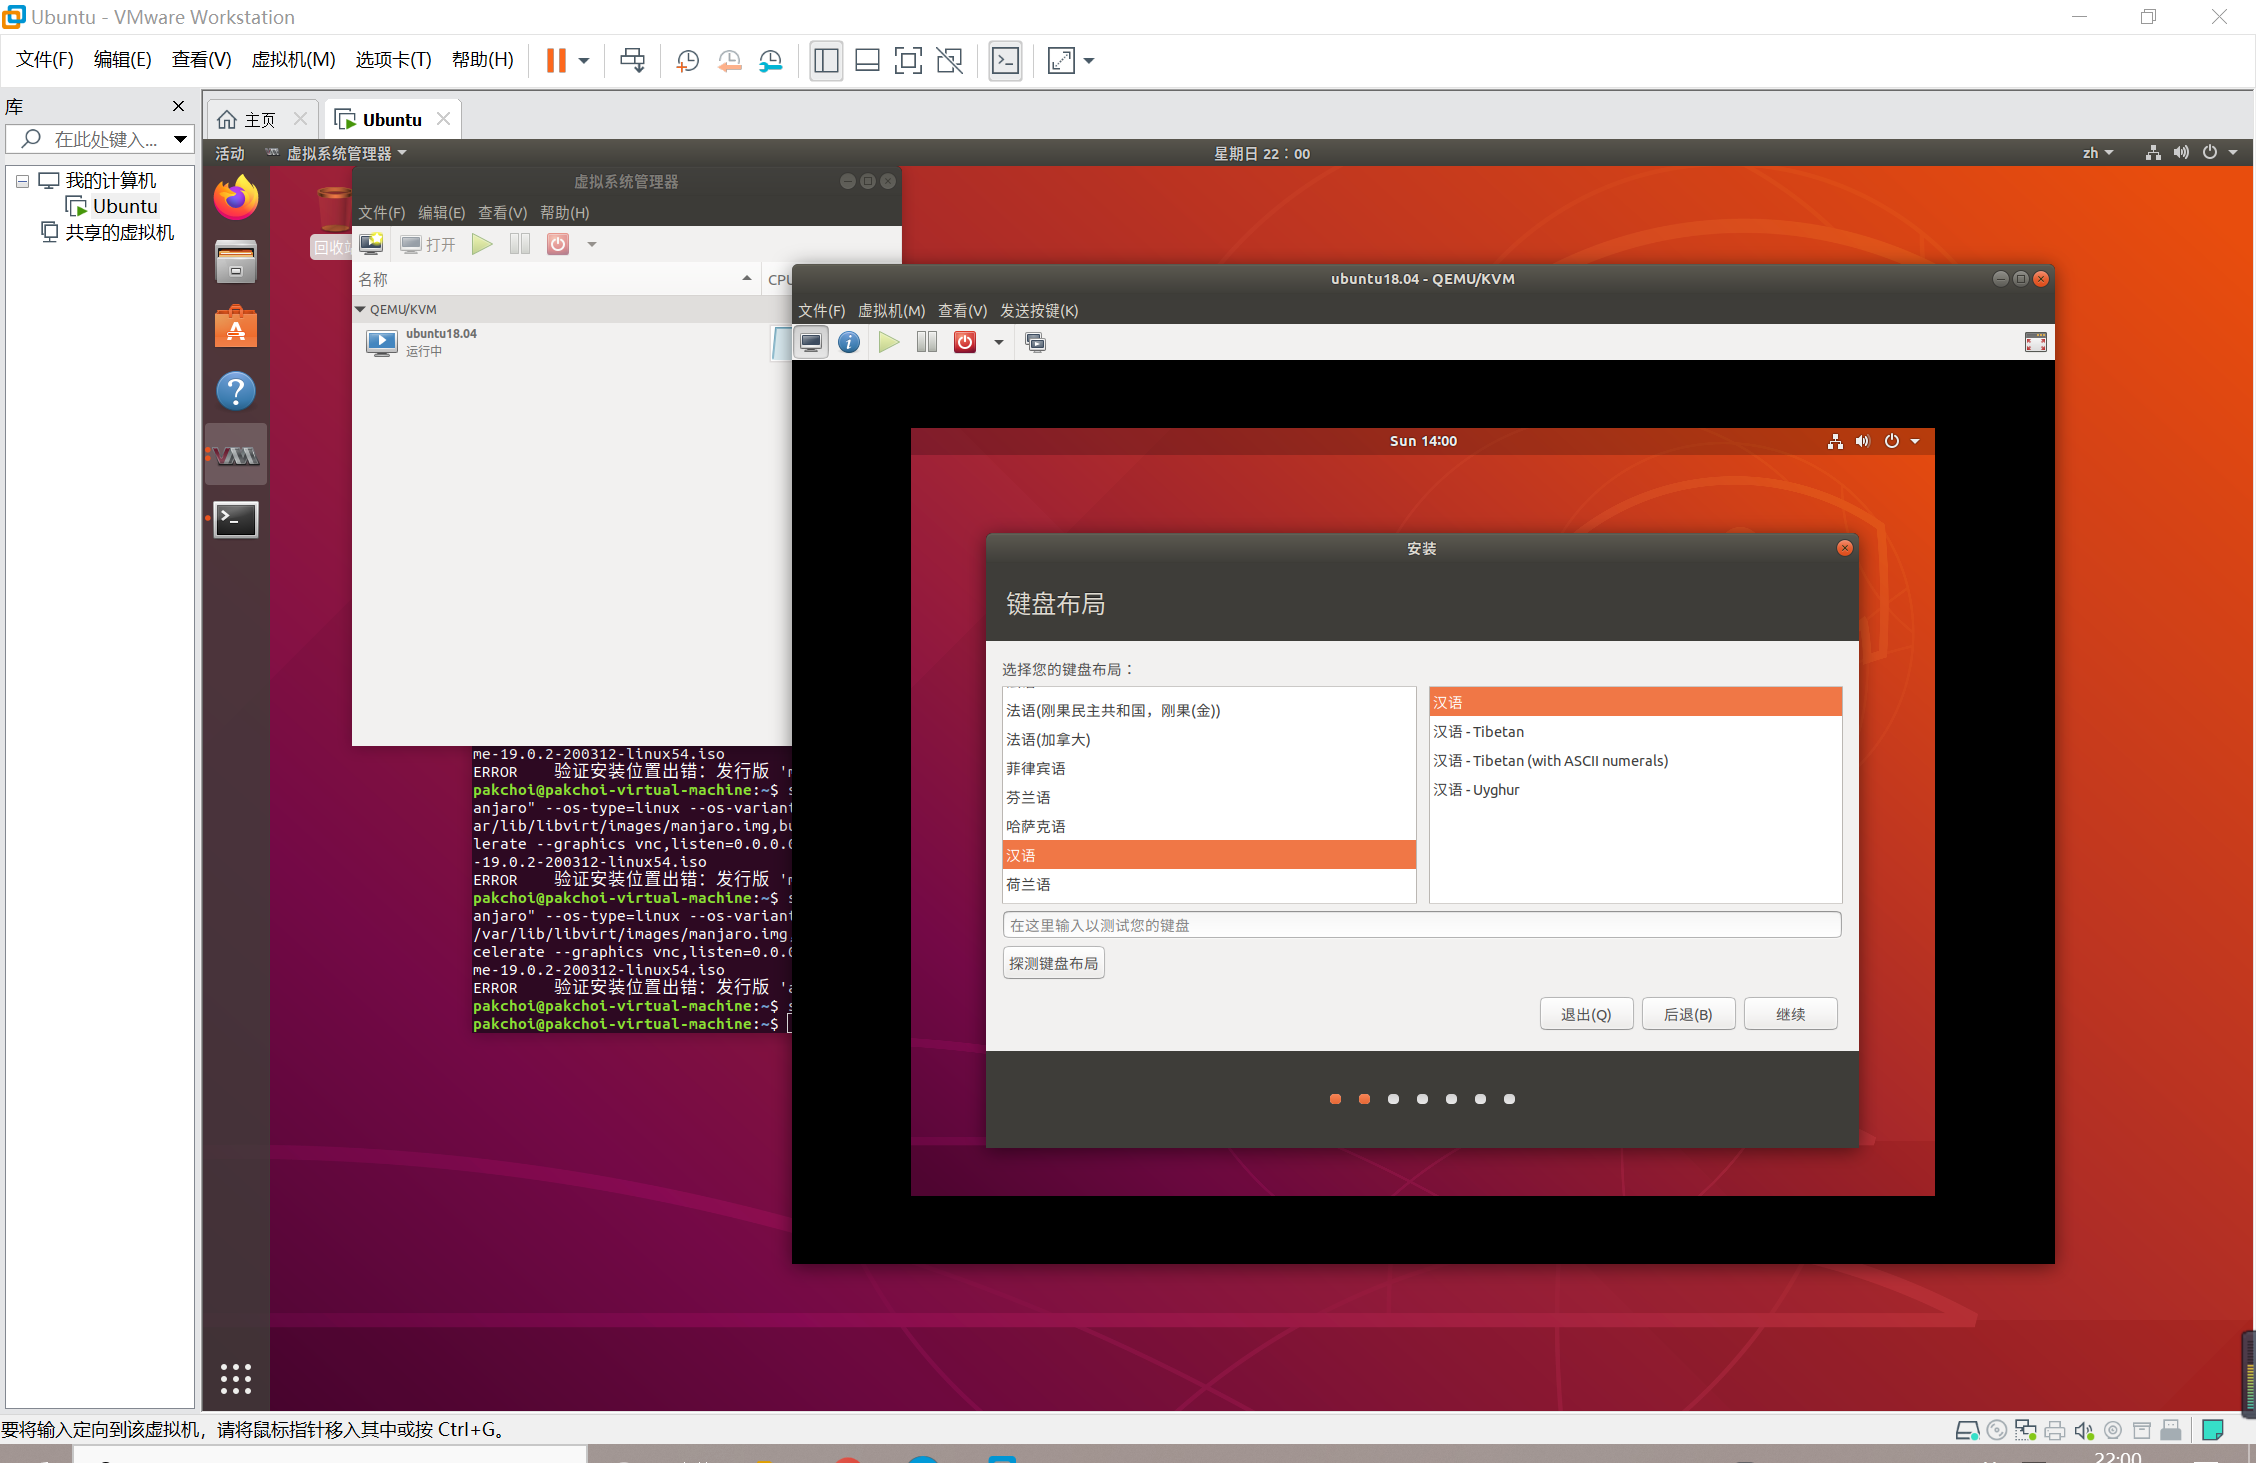 Ubuntu - VMware Workstation
文件(F) 编辑(E) 查看(V) 虚拟机(M) 选项卡(T) 帮助(H)
库
在此处键入...
我的计算机
Ubuntu
共享的虚拟机
主页
Ubuntu
活动 虚拟系统管理器 星期日 22：00 zh
回收
虚拟系统管理器
文件(F) 编辑(E) 查看(V) 帮助(H)
打开
名称 CPU
QEMU/KVM
ubuntu18.04
运行中
me-19.0.2-200312-linux54.iso
ERROR 验证安装位置出错：发行版
pakchoi@pakchoi-virtual-machine:~$ s
anjaro" --os-type=linux --os-variant
ar/lib/libvirt/images/manjaro.img,bu
lerate --graphics vnc,listen=0.0.0.0
-19.0.2-200312-linux54.iso
ERROR 验证安装位置出错：发行版
pakchoi@pakchoi-virtual-machine:~$ s
anjaro" --os-type=linux --os-variant
/var/lib/libvirt/images/manjaro.img,
celerate --graphics vnc,listen=0.0.0
me-19.0.2-200312-linux54.iso
ERROR 验证安装位置出错：发行版
pakchoi@pakchoi-virtual-machine:~$ s
pakchoi@pakchoi-virtual-machine:~$
ubuntu18.04 - QEMU/KVM
文件(F) 虚拟机(M) 查看(V) 发送按键(K)
Sun 14:00
安装
键盘布局
选择您的键盘布局：
法语(刚果民主共和国，刚果(金))
法语(加拿大)
菲律宾语
芬兰语
哈萨克语
汉语
荷兰语
汉语
汉语 - Tibetan
汉语 - Tibetan (with ASCII numerals)
汉语 - Uyghur
在这里输入以测试您的键盘
探测键盘布局
退出(Q) 后退(B) 继续
要将输入定向到该虚拟机，请将鼠标指针移入其中或按 Ctrl+G。
22:00